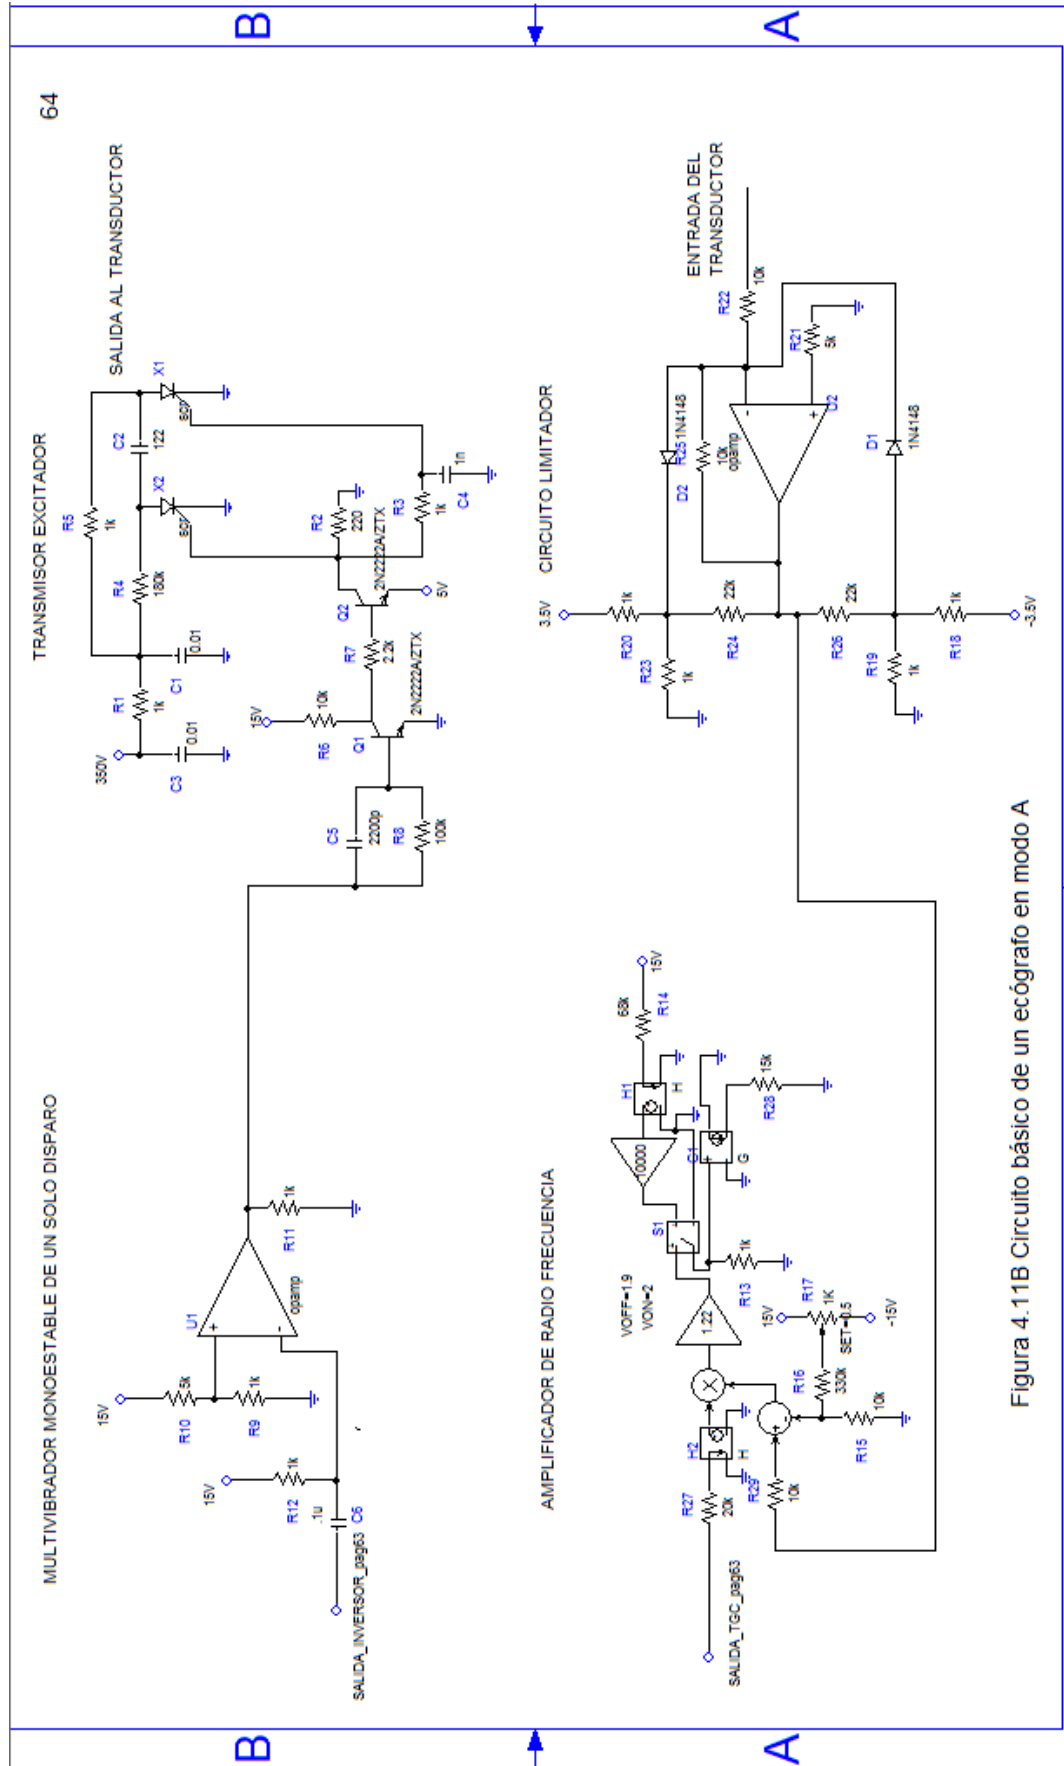 B
A
64
MULTIVIBRADOR MONOESTABLE DE UN SOLO DISPARO
15V
R10
5k
R9
1k
15V
R12
1k
.1u
C6
SALIDA_INVERSOR_pag63
U1
+
-
opamp
R11
1k
TRANSMISOR EXCITADOR
350V
C3
0.01
R1
1k
C1
0.01
R5
1k
R4
180k
C2
122
X2
scr
X1
scr
SALIDA AL TRANSDUCTOR
C5
2200p
R8
100k
15V
R6
10k
Q1
2N2222A/ZTX
R7
2.2k
Q2
2N2222A/ZTX
5V
R2
220
R3
1k
C4
1n
AMPLIFICADOR DE RADIO FRECUENCIA
SALIDA_TGC_pag63
R27
20k
H2
H
R29
10k
R15
10k
R16
330k
15V
R17
1K
SET=0.5
-15V
1.22
VOFF=1.9
VON=2
S1
R13
1k
10000
H1
H
68k
R14
15V
G1
G
R28
15k
CIRCUITO LIMITADOR
3.5V
R20
1k
R23
1k
R24
22k
R26
22k
R19
1k
R18
1k
-3.5V
D2
1N4148
R25
10k
opamp
U2
-
+
D1
1N4148
R21
5k
R22
10k
ENTRADA DEL
TRANSDUCTOR
Figura 4.11B Circuito básico de un ecógrafo en modo A
B
A